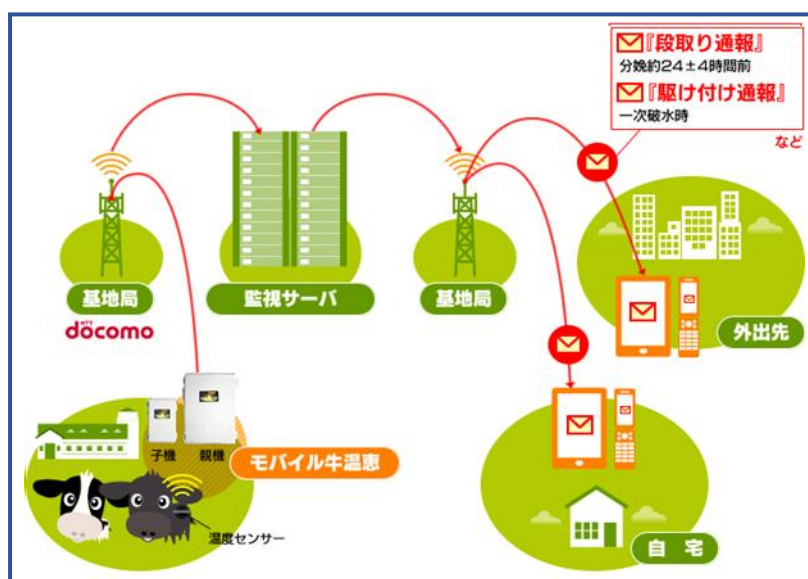 『段取り通報』
分娩約24±4時間前
『駆け付け通報』
一次破水時
など
基地局
NTT
döcomo
監視サーバ
基地局
外出先
子機
親機
モバイル牛温恵
温度センサー
自 宅